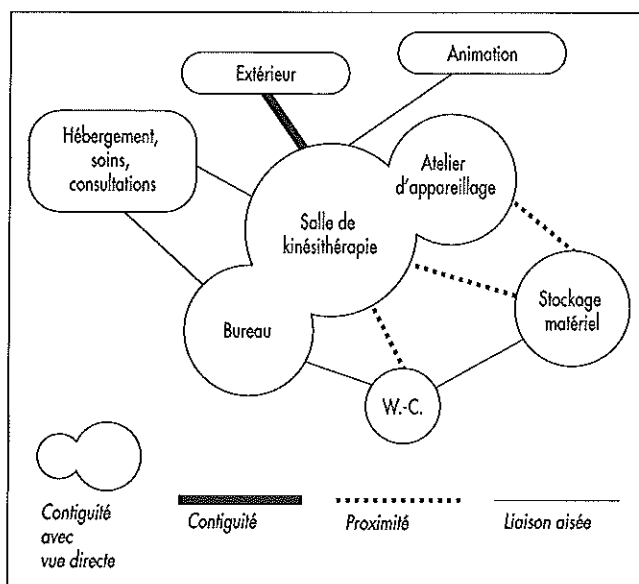 Extérieur
Animation
Hébergement,
soins,
consultations
Atelier
d'appareillage
Salle de
kinésithérapie
Stockage
matériel
Bureau
W.-C.
Contiguïté
avec
vue directe
Contiguïté
Proximité
Liaison aisée